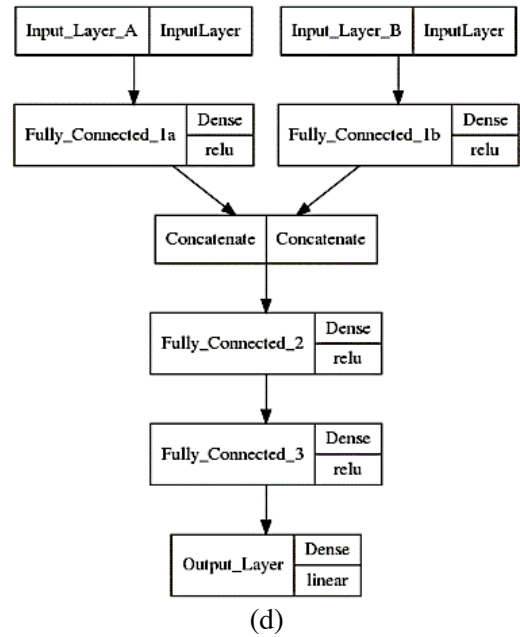 Input_Layer_A InputLayer
Input_Layer_B InputLayer
Fully_Connected_1a Dense relu
Fully_Connected_1b Dense relu
Concatenate Concatenate
Fully_Connected_2 Dense relu
Fully_Connected_3 Dense relu
Output_Layer Dense linear
(d)